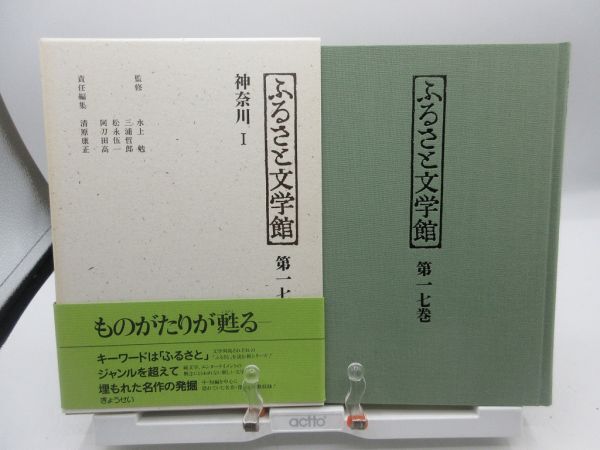 ふるさと文学館
第一七
神奈川 I
監修
水上 勉
三浦哲郎
松永伍一
阿刀田高
責任編集
清原康正
ものがたりが甦る
キーワードは「ふるさと」
ジャンルを超えて
埋もれた名作の発掘
ぎょうせい
ふるさと文学館
第一七巻
actto